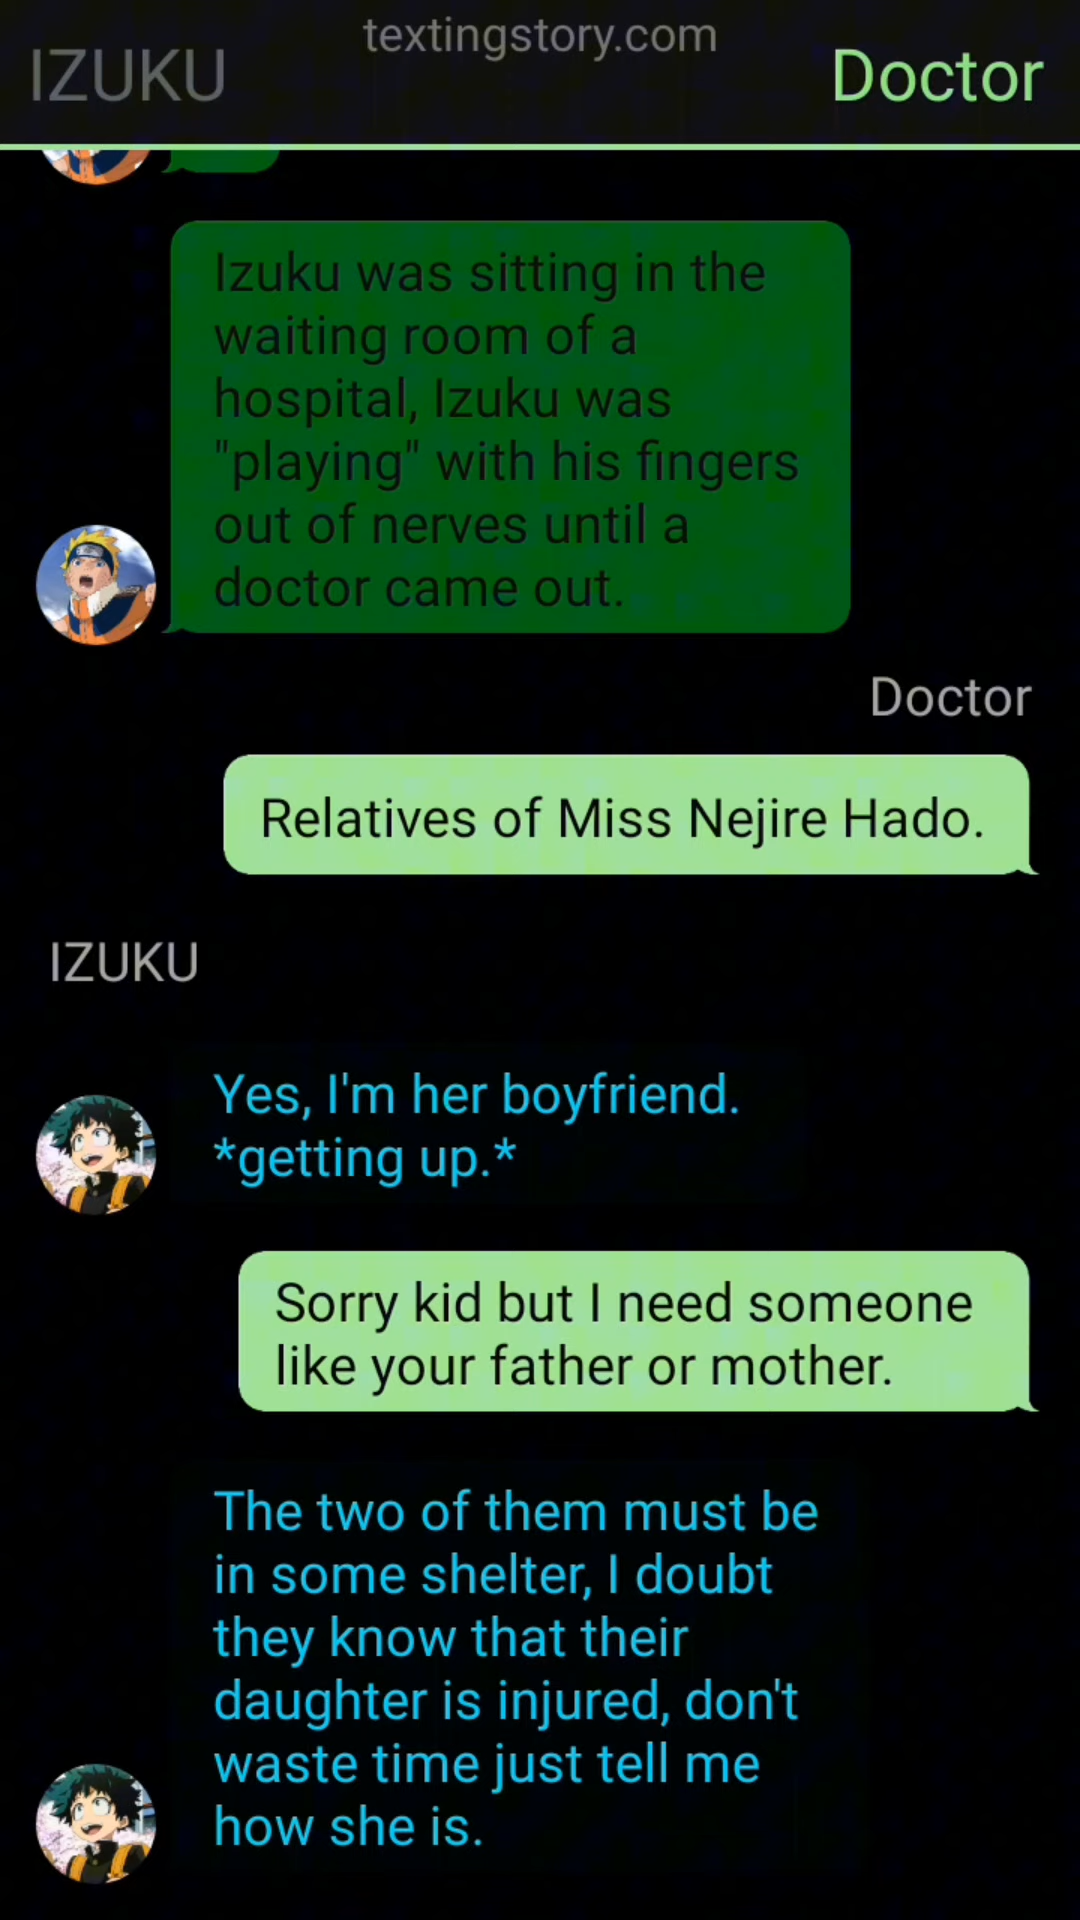 textingstory.com
IZUKU
Doctor
Izuku was sitting in the
waiting room of a
hospital, Izuku was
"playing" with his fingers
out of nerves until a
doctor came out.
Doctor
Relatives of Miss Nejire Hado.
IZUKU
Yes, I'm her boyfriend.
*getting up.*
Sorry kid but I need someone
like your father or mother.
The two of them must be
in some shelter, I doubt
they know that their
daughter is injured, don't
waste time just tell me
how she is.